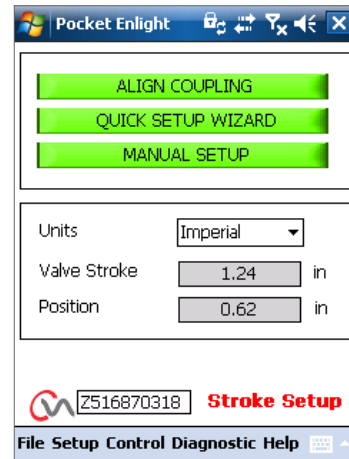 Pocket Enlight
ALIGN COUPLING
QUICK SETUP WIZARD
MANUAL SETUP
Units Imperial
Valve Stroke 1.24 in
Position 0.62 in
Z516870318 Stroke Setup
File Setup Control Diagnostic Help